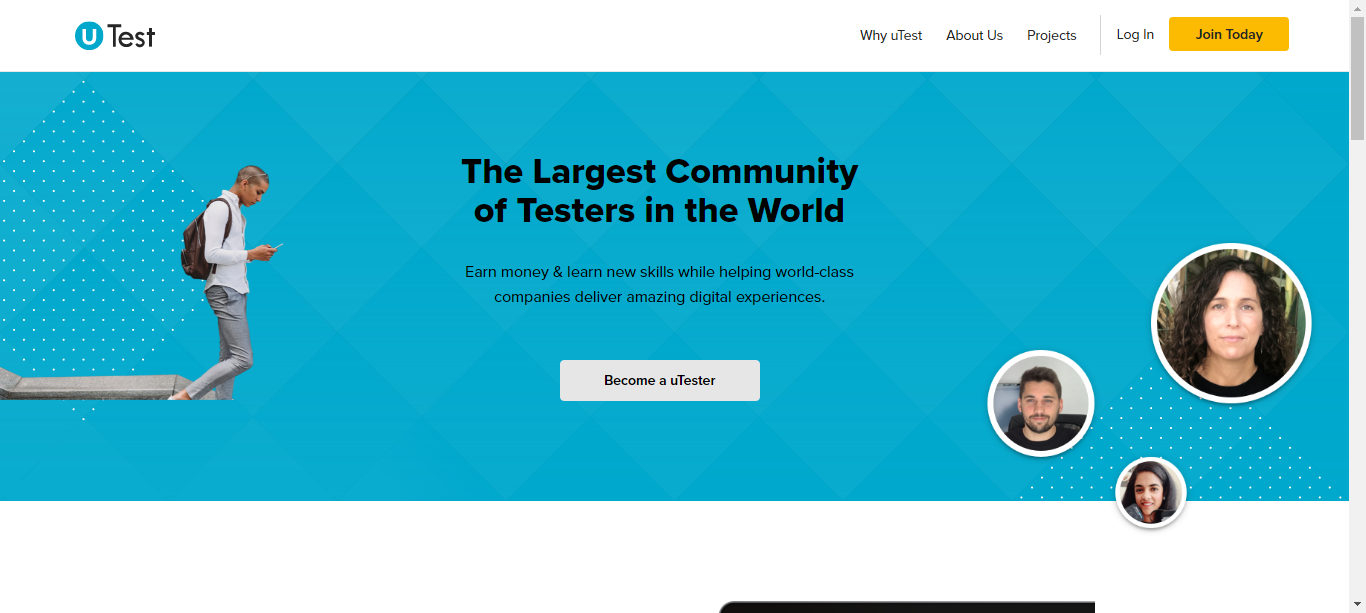 uTest
Why uTest
About Us
Projects
Log In
Join Today
The Largest Community
of Testers in the World
Earn money & learn new skills while helping world-class
companies deliver amazing digital experiences.
Become a uTester